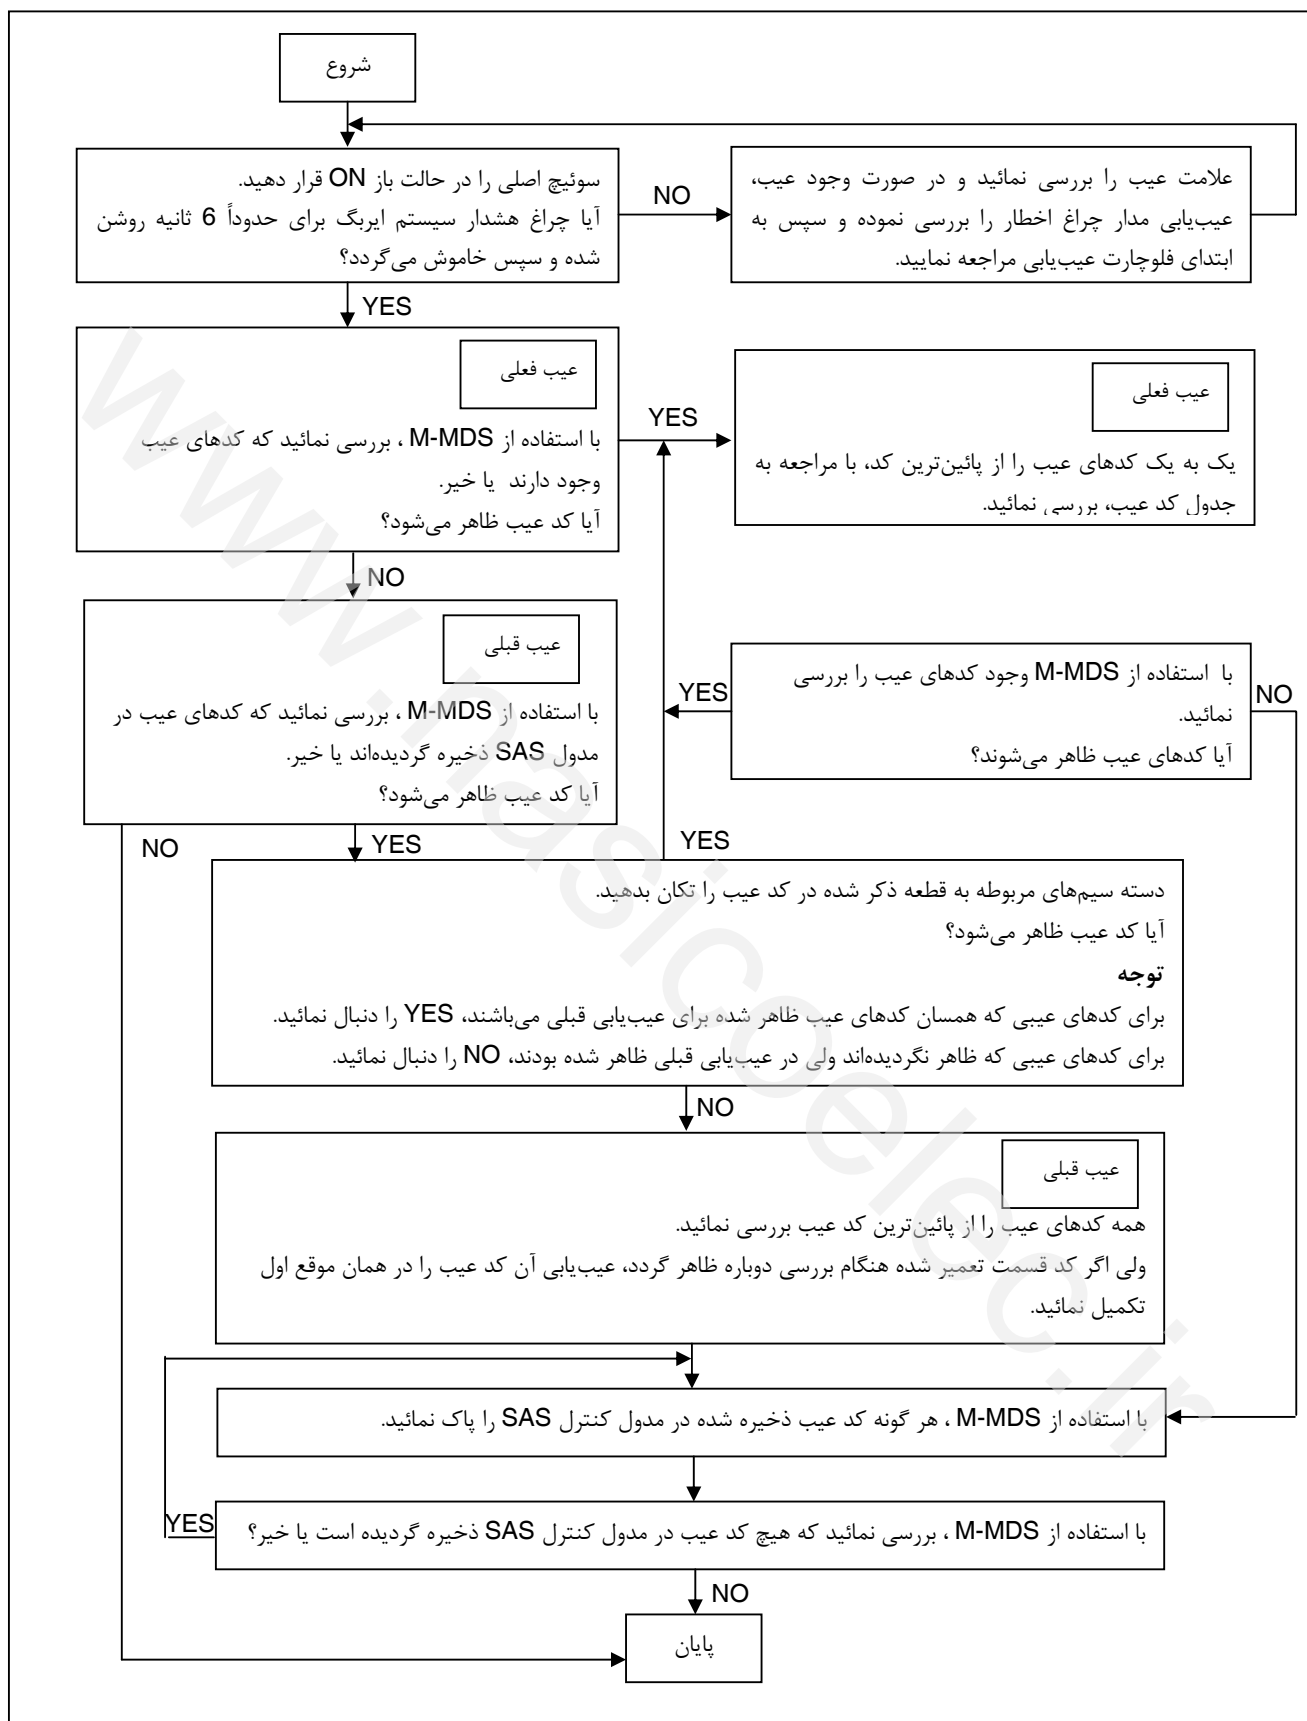 شروع
سوئیچ اصلی را در حالت باز ON قرار دهید.
آیا چراغ هشدار سیستم ایربگ برای حدوداً 6 ثانیه روشن
شده و سپس خاموش می‌گردد؟
NO
علامت عیب را بررسی نمائید و در صورت وجود عیب،
عیب‌یابی مدار چراغ اخطار را بررسی نموده و سپس به
ابتدای فلوچارت عیب‌یابی مراجعه نمایید.
YES
عیب فعلی
با استفاده از M-MDS ، بررسی نمائید که کدهای عیب
وجود دارند یا خیر.
آیا کد عیب ظاهر می‌شود؟
YES
عیب فعلی
یک به یک کدهای عیب را از پائین‌ترین کد، با مراجعه به
جدول کد عیب، بررسی نمائید.
NO
عیب قبلی
با استفاده از M-MDS ، بررسی نمائید که کدهای عیب در
مدول SAS ذخیره گردیده‌اند یا خیر.
آیا کد عیب ظاهر می‌شود؟
YES
با استفاده از M-MDS وجود کدهای عیب را بررسی
نمائید.
آیا کدهای عیب ظاهر می‌شوند؟
NO
NO
YES
YES
دسته سیم‌های مربوطه به قطعه ذکر شده در کد عیب را تکان بدهید.
آیا کد عیب ظاهر می‌شود؟
توجه
برای کدهای عیبی که همسان کدهای عیب ظاهر شده برای عیب‌یابی قبلی می‌باشند، YES را دنبال نمائید.
برای کدهای عیبی که ظاهر نگردیده‌اند ولی در عیب‌یابی قبلی ظاهر شده بودند، NO را دنبال نمائید.
NO
عیب قبلی
همه کدهای عیب را از پائین‌ترین کد عیب بررسی نمائید.
ولی اگر کد قسمت تعمیر شده هنگام بررسی دوباره ظاهر گردد، عیب‌یابی آن کد عیب را در همان موقع اول
تکمیل نمائید.
با استفاده از M-MDS ، هر گونه کد عیب ذخیره شده در مدول کنترل SAS را پاک نمائید.
YES
با استفاده از M-MDS ، بررسی نمائید که هیچ کد عیب در مدول کنترل SAS ذخیره گردیده است یا خیر؟
NO
پایان
www.nasicoelec.ir